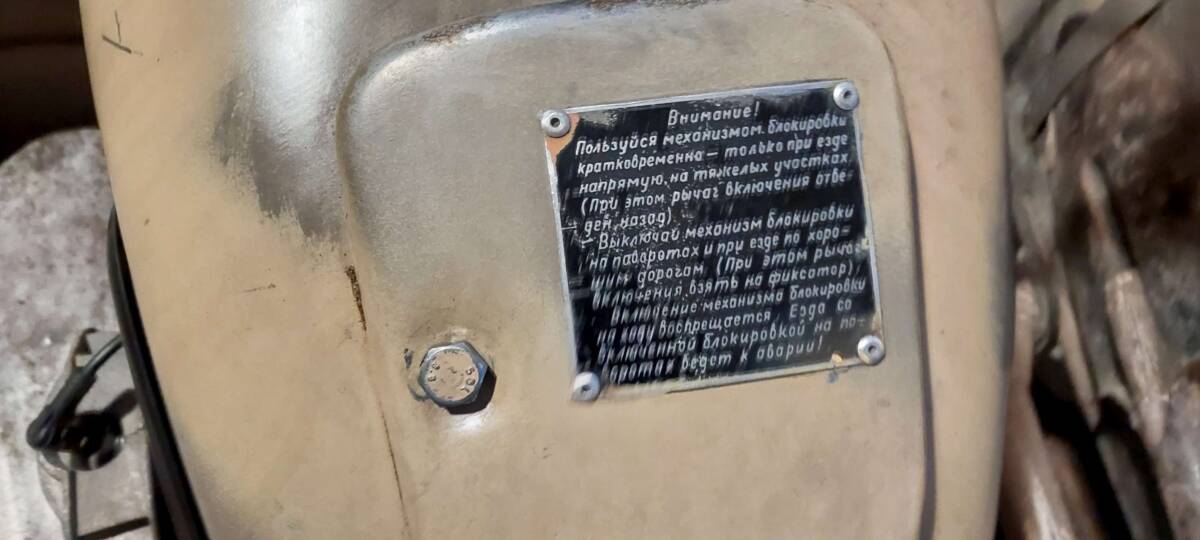 Внимание!
Пользуйся механизмом блокировки
кратковременно — только при езде
напрямую, на тяжелых участках
(При этом рычаг включения отве-
ден назад)
— Выключай механизм блокировки
на поворотах и при езде по хоро-
шим дорогам. (При этом рычаг
включения взять на фиксатор)
включение механизма блокировки
на ходу воспрещается. Езда со
включенной блокировкой на по-
воротах ведет к аварии!